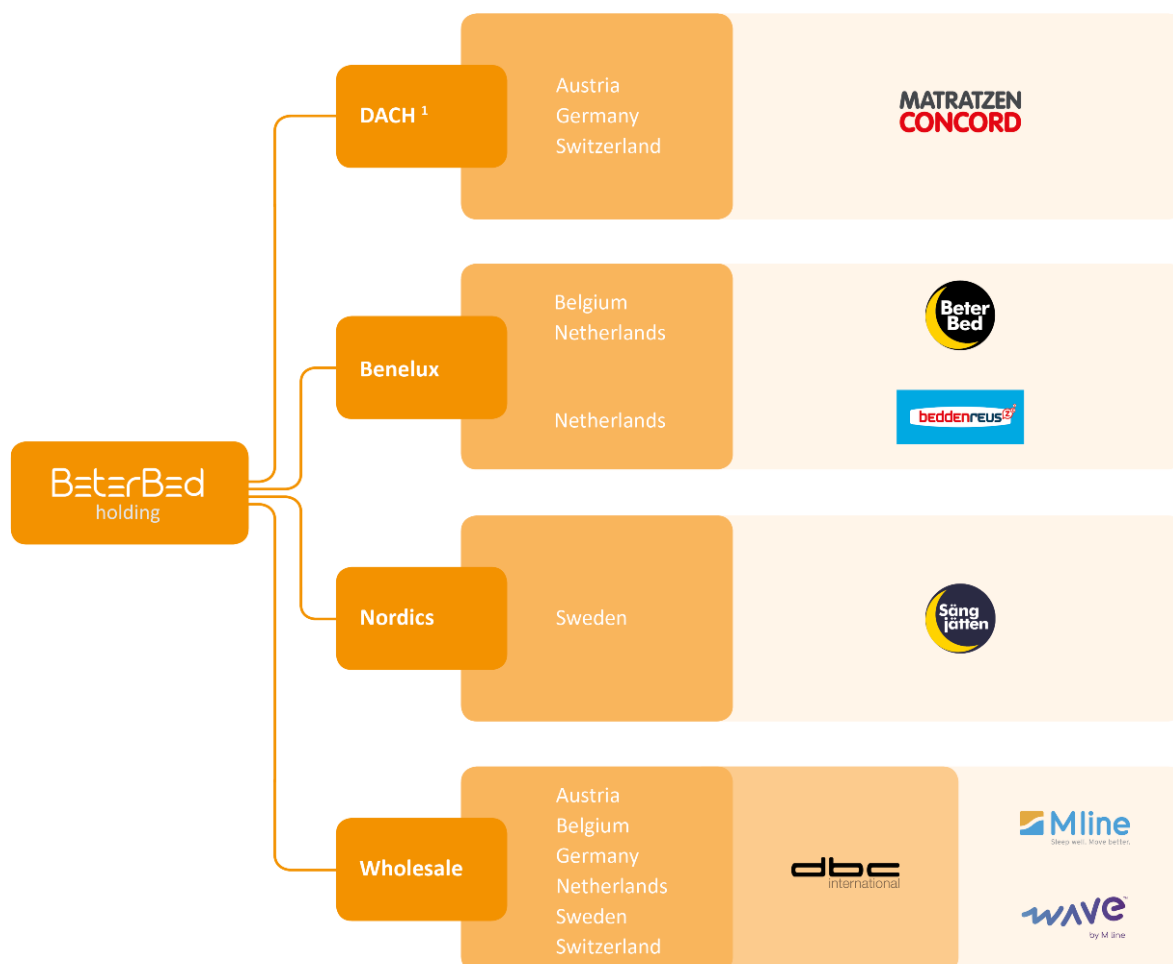 DACH ¹
Austria
Germany
Switzerland
MATRATZEN
CONCORD
Benelux
Belgium
Netherlands
Beter
Bed
Netherlands
beddenreus
BeterBed
holding
Nordics
Sweden
Säng
jätten
Wholesale
Austria
Belgium
Germany
Netherlands
Sweden
Switzerland
dbc
international
Mline
Sleep well. Move better.
wave™
by M line